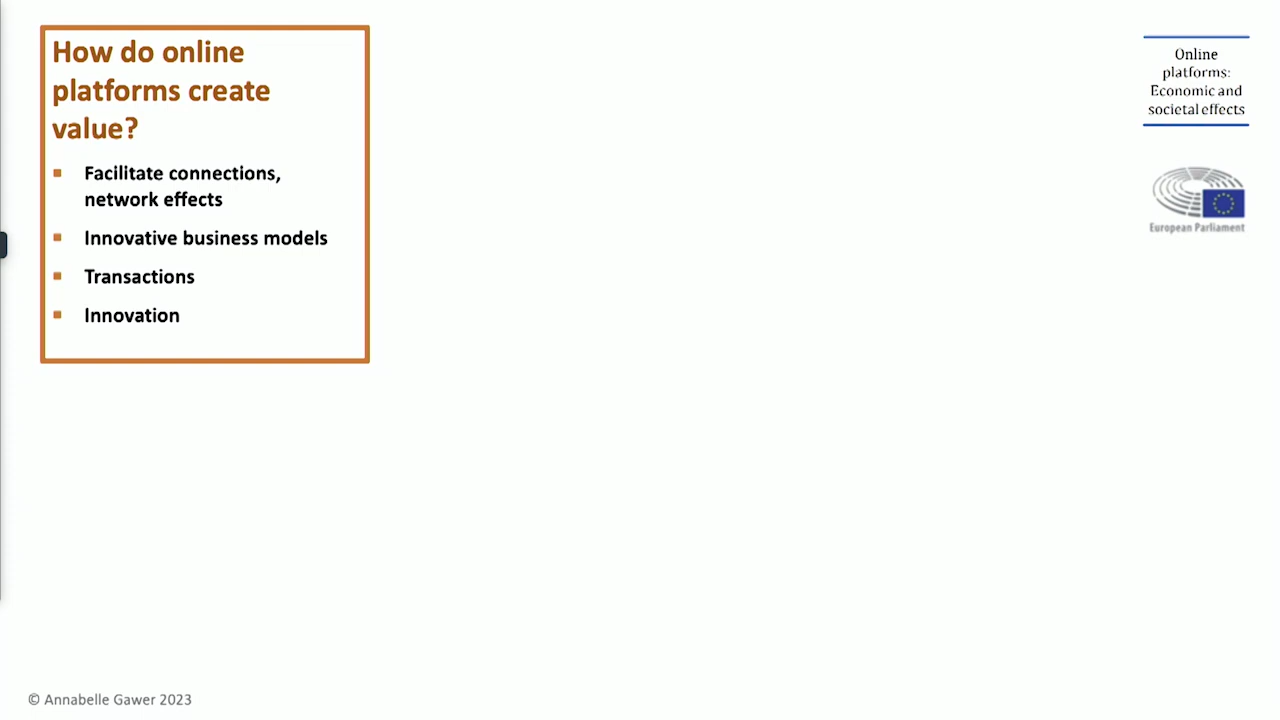 How do online
platforms create
value?
Facilitate connections,
network effects
Innovative business models
Transactions
Innovation
Online
platforms:
Economic and
societal effects
European Parliament
© Annabelle Gawer 2023